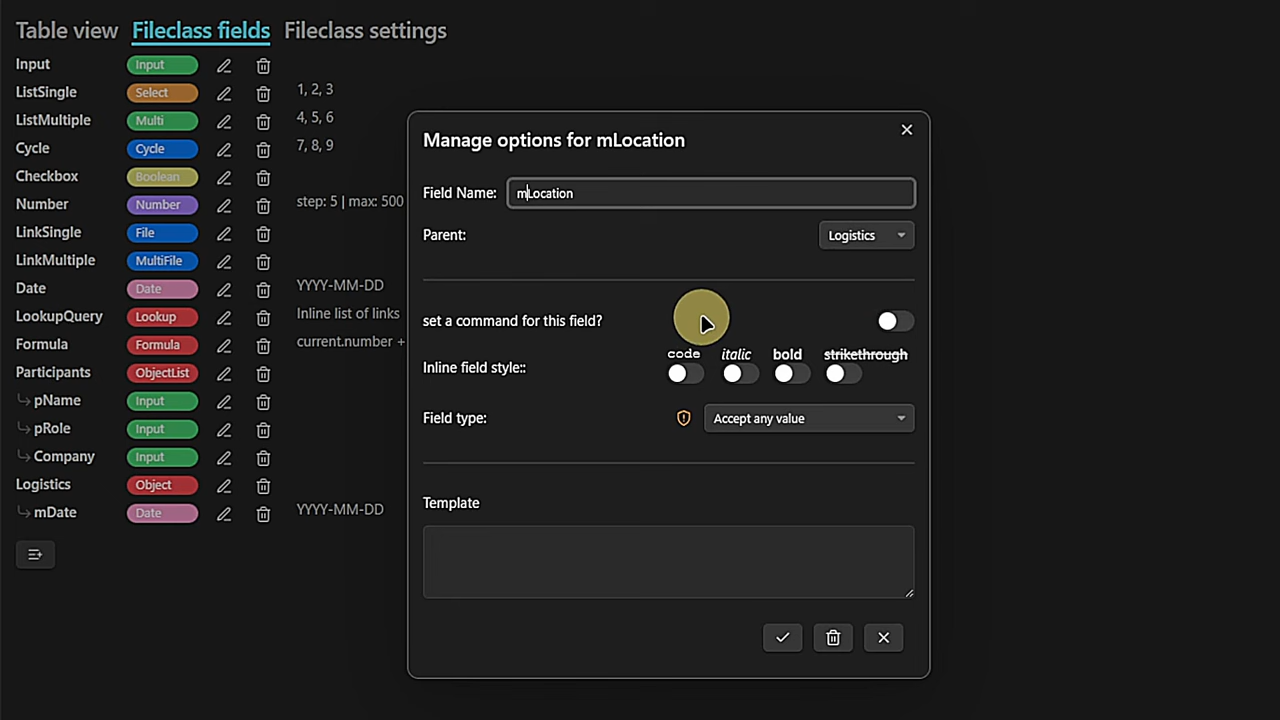 Table view Fileclass fields Fileclass settings
Input Input
ListSingle Select 1, 2, 3
ListMultiple Multi 4, 5, 6
Cycle Cycle 7, 8, 9
Checkbox Boolean
Number Number step: 5 | max: 500
LinkSingle File
LinkMultiple MultiFile
Date Date YYYY-MM-DD
LookupQuery Lookup Inline list of links
Formula Formula current.number +
Participants ObjectList
pName Input
pRole Input
Company Input
Logistics Object
mDate Date YYYY-MM-DD
Manage options for mLocation
Field Name: mLocation
Parent: Logistics
set a command for this field?
code italic bold strikethrough
Inline field style::
Field type: Accept any value
Template